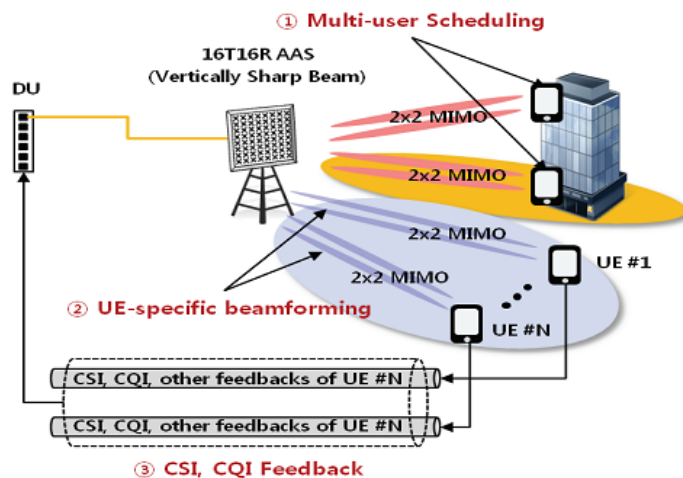 ① Multi-user Scheduling
16T16R AAS
(Vertically Sharp Beam)
DU
2x2 MIMO
2x2 MIMO
2x2 MIMO
UE #1
2x2 MIMO
② UE-specific beamforming
UE #N
CSI, CQI, other feedbacks of UE #N
CSI, CQI, other feedbacks of UE #N
③ CSI, CQI Feedback